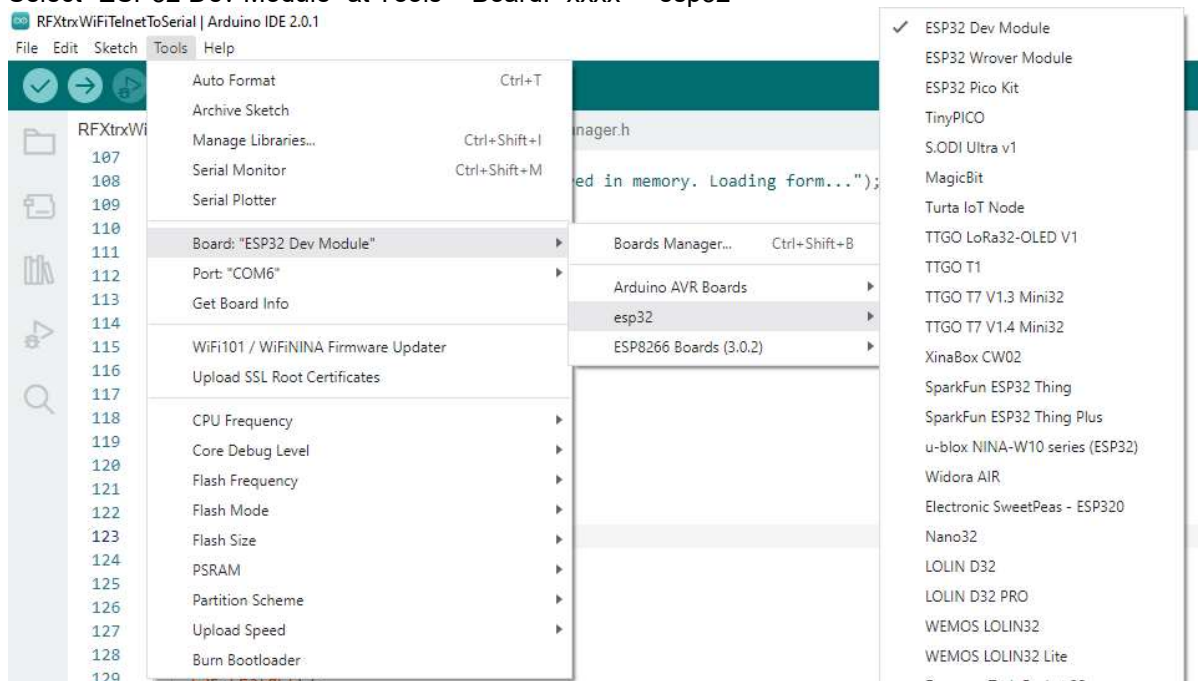 RFXtrxWiFiTelnetToSerial | Arduino IDE 2.0.1
File Edit Sketch Tools Help
RFXtrxWi
nager.h
107
108
ed in memory. Loading form...");
109
110
111
112
113
114
115
116
117
118
119
120
121
122
123
124
125
126
127
128
129
Auto Format Ctrl+T
Archive Sketch
Manage Libraries... Ctrl+Shift+I
Serial Monitor Ctrl+Shift+M
Serial Plotter
Board: "ESP32 Dev Module"
Port: "COM6"
Get Board Info
WiFi101 / WiFiNINA Firmware Updater
Upload SSL Root Certificates
CPU Frequency
Core Debug Level
Flash Frequency
Flash Mode
Flash Size
PSRAM
Partition Scheme
Upload Speed
Burn Bootloader
Boards Manager... Ctrl+Shift+B
Arduino AVR Boards
esp32
ESP8266 Boards (3.0.2)
ESP32 Dev Module
ESP32 Wrover Module
ESP32 Pico Kit
TinyPICO
S.ODI Ultra v1
MagicBit
Turta IoT Node
TTGO LoRa32-OLED V1
TTGO T1
TTGO T7 V1.3 Mini32
TTGO T7 V1.4 Mini32
XinaBox CW02
SparkFun ESP32 Thing
SparkFun ESP32 Thing Plus
u-blox NINA-W10 series (ESP32)
Widora AIR
Electronic SweetPeas - ESP320
Nano32
LOLIN D32
LOLIN D32 PRO
WEMOS LOLIN32
WEMOS LOLIN32 Lite